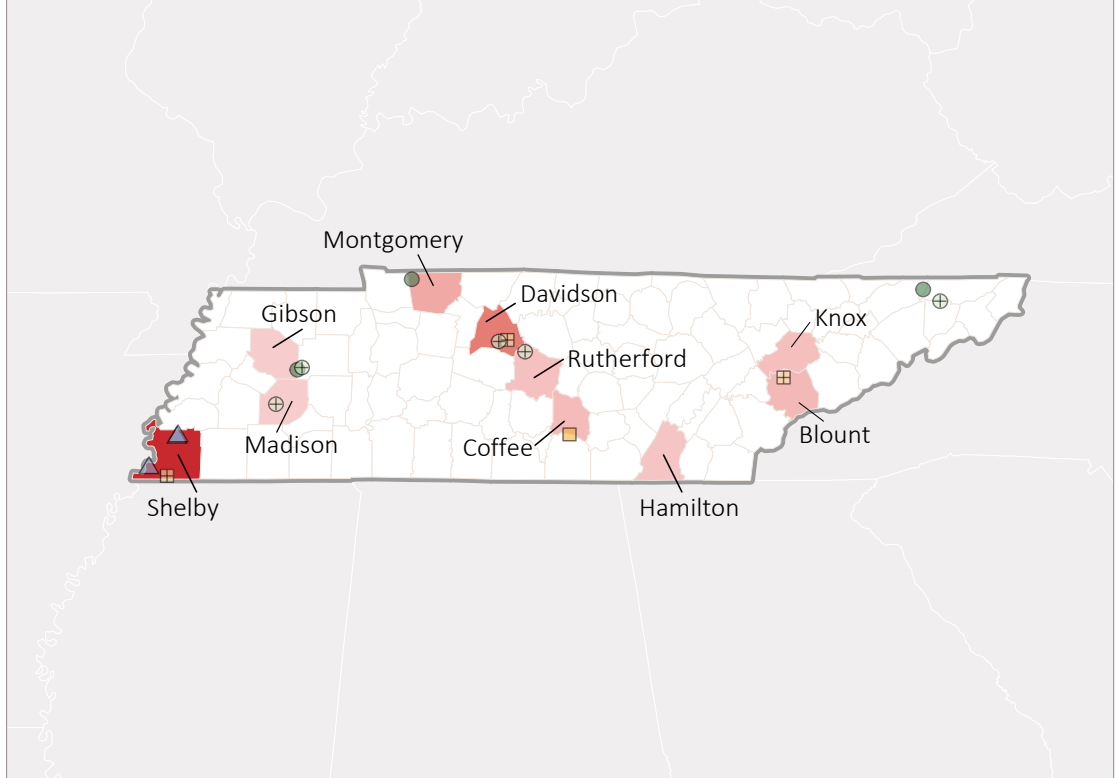 Montgomery
Davidson
Gibson
Knox
Rutherford
Madison
Coffee
Blount
Shelby
Hamilton